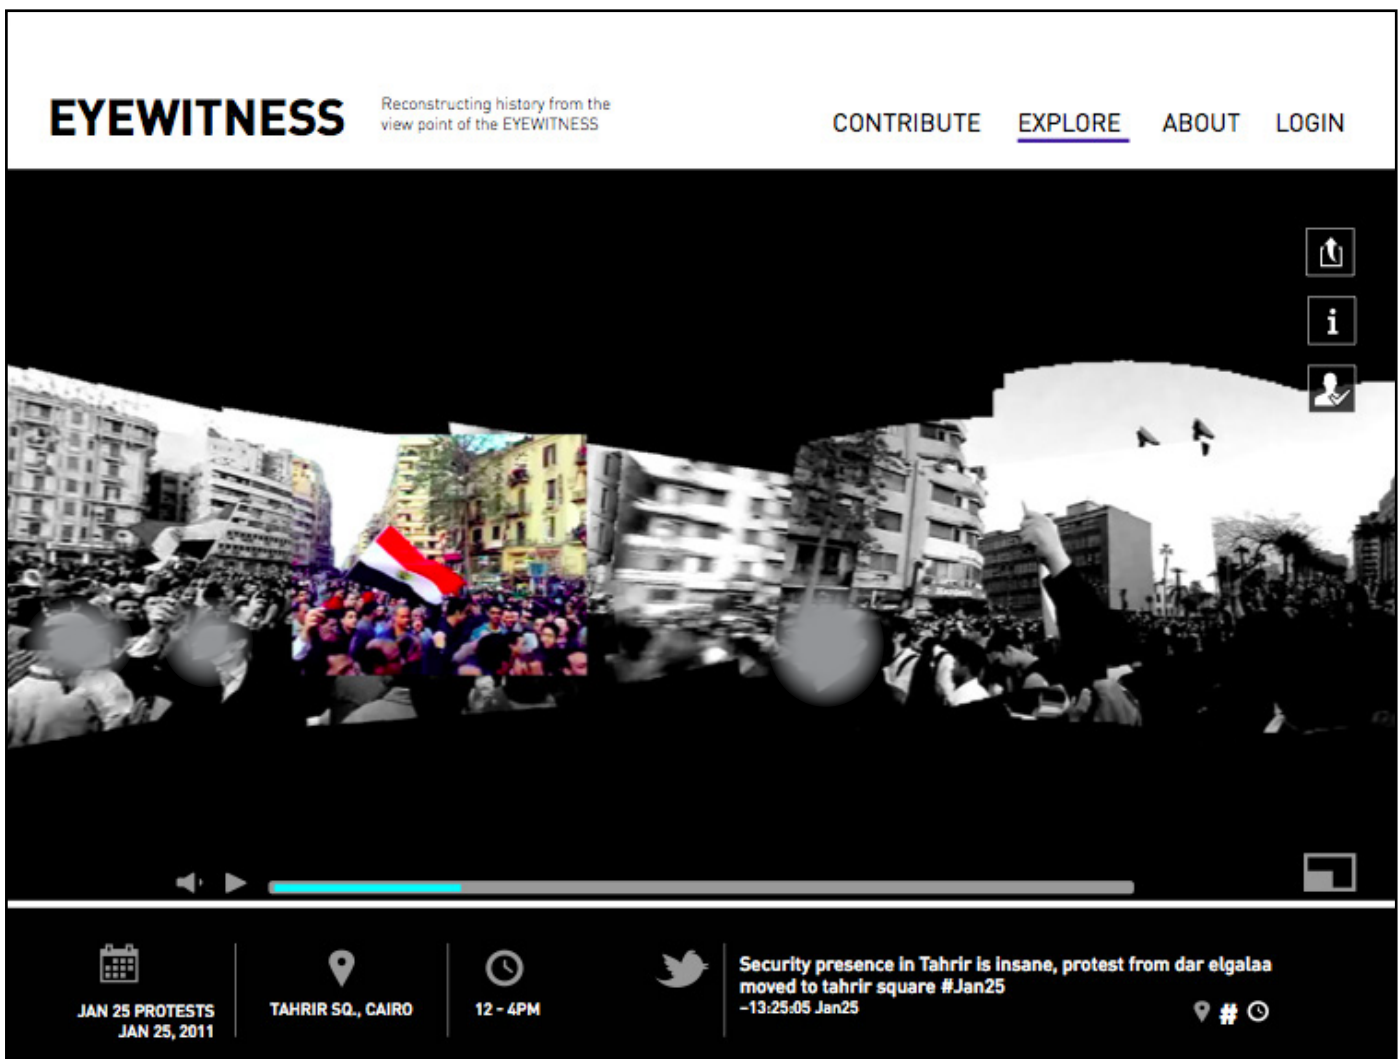 EYEWITNESS
Reconstructing history from the
view point of the EYEWITNESS
CONTRIBUTE EXPLORE ABOUT LOGIN
i
JAN 25 PROTESTS
JAN 25, 2011
TAHRIR SQ., CAIRO
12 - 4PM
Security presence in Tahrir is insane, protest from dar elgalaa
moved to tahrir square #Jan25
–13:25:05 Jan25
#